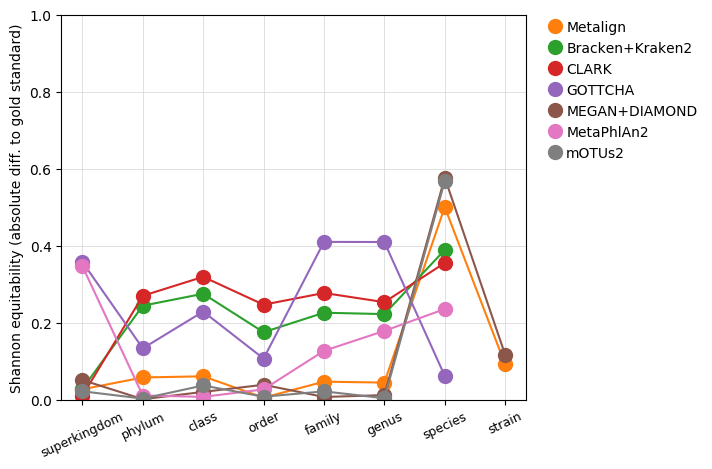 Shannon equitability (absolute diff. to gold standard)
1.0
0.8
0.6
0.4
0.2
0.0
superkingdom
phylum
class
order
family
genus
species
strain
Metalign
Bracken+Kraken2
CLARK
GOTTCHA
MEGAN+DIAMOND
MetaPhlAn2
mOTUs2